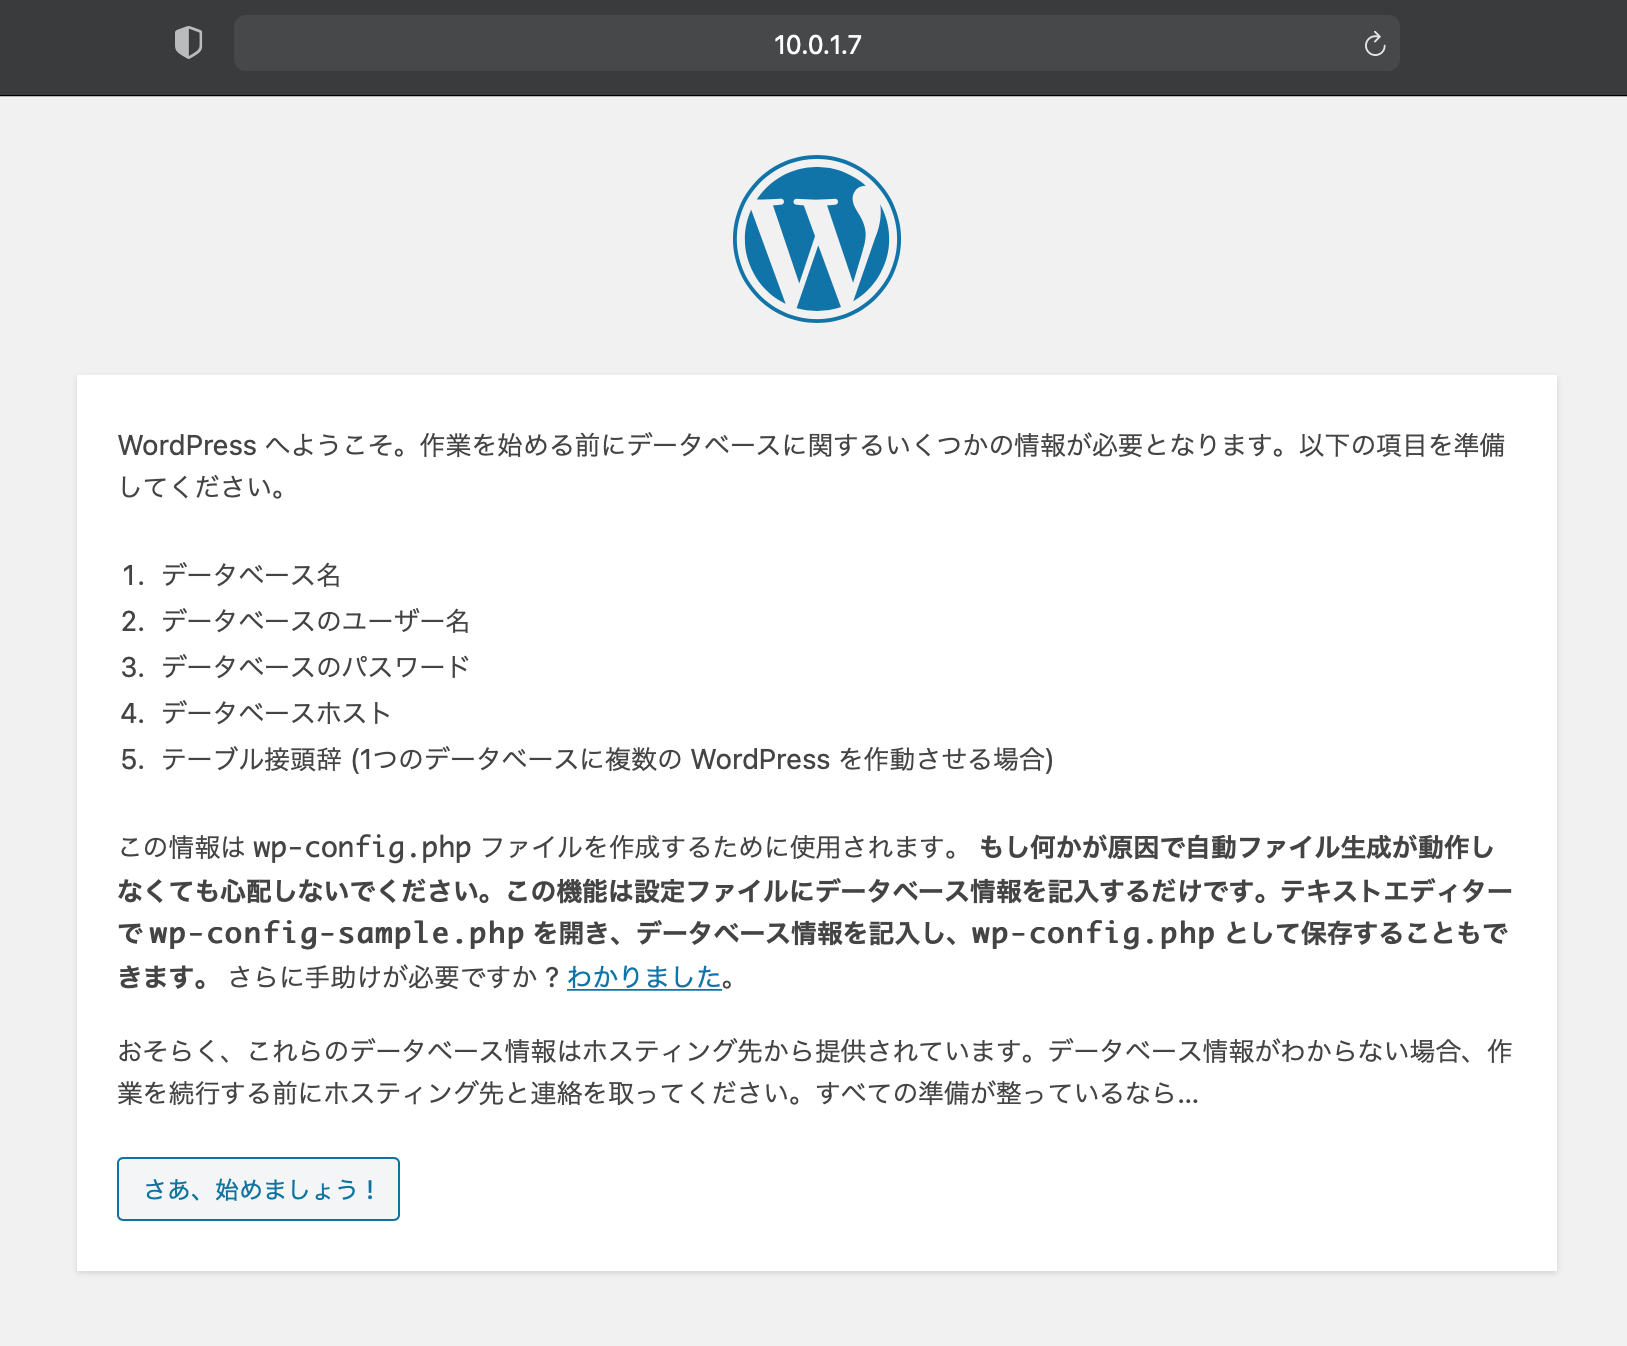 10.0.1.7
WordPress へようこそ。作業を始める前にデータベースに関するいくつかの情報が必要となります。以下の項目を準備
してください。
1. データベース名
2. データベースのユーザー名
3. データベースのパスワード
4. データベースホスト
5. テーブル接頭辞 (1つのデータベースに複数の WordPress を作動させる場合)
この情報は wp-config.php ファイルを作成するために使用されます。 もし何かが原因で自動ファイル生成が動作し
なくても心配しないでください。この機能は設定ファイルにデータベース情報を記入するだけです。テキストエディター
で wp-config-sample.php を開き、データベース情報を記入し、wp-config.php として保存することもで
きます。 さらに手助けが必要ですか ? わかりました。
おそらく、これらのデータベース情報はホスティング先から提供されています。データベース情報がわからない場合、作
業を続行する前にホスティング先と連絡を取ってください。すべての準備が整っているなら...
さあ、始めましょう !